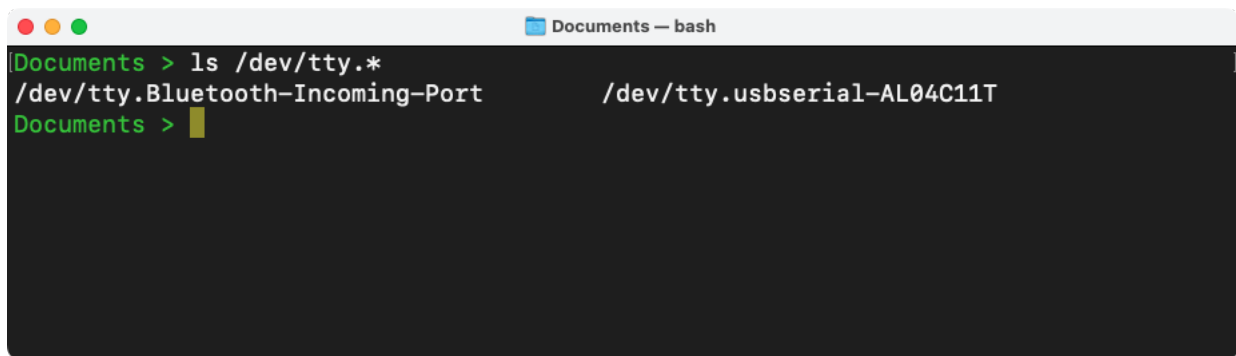 Documents — bash
[Documents > ls /dev/tty.*                                                                 ]
/dev/tty.Bluetooth-Incoming-Port        /dev/tty.usbserial-AL04C11T
Documents >